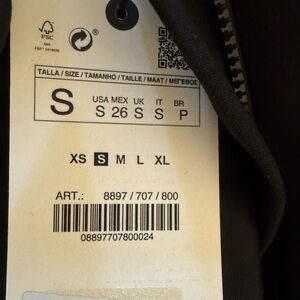 S
FSC
TALLA / SIZE / TAMANHO / TAILLE / MAAT / ΜΕΓΕΘΟΣ
S
USA MEX UK IT BR
S 26 S S P
XS S M L XL
ART.: 8897 / 707 / 800
08897707800024